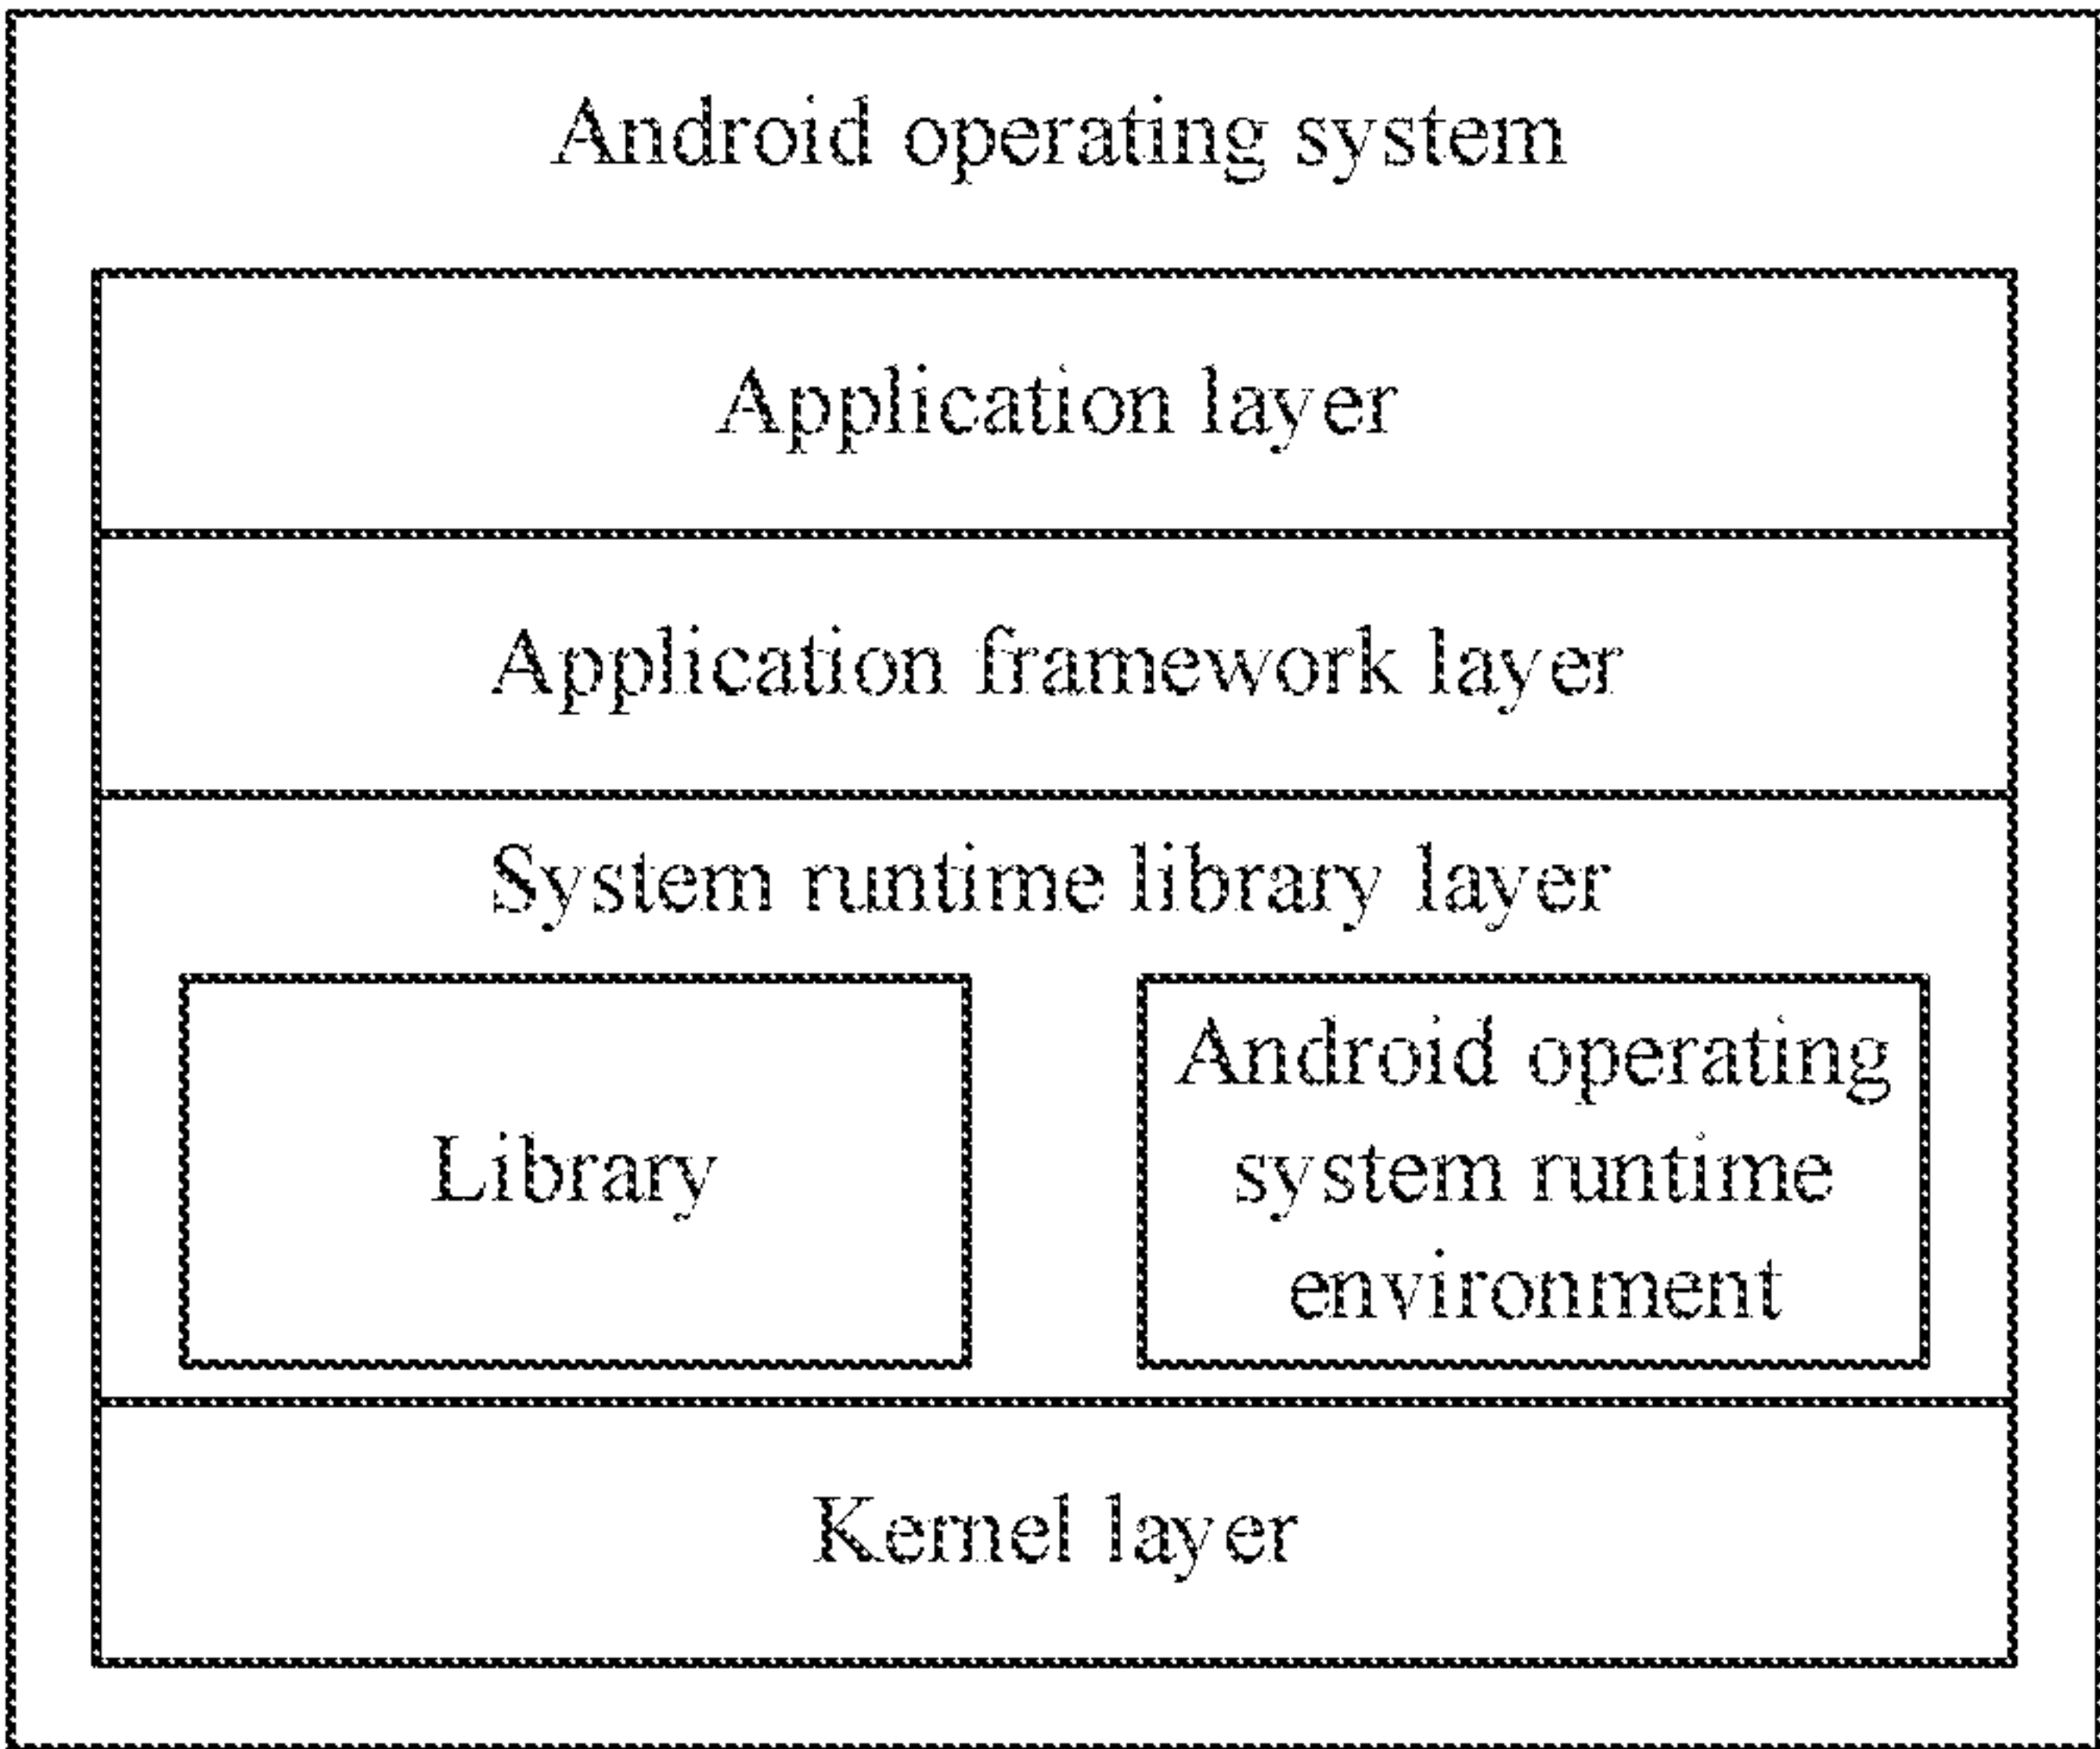 Android operating system
Application layer
Application framework layer
System runtime library layer
Library
Android operating
system runtime
environment
Kernel layer